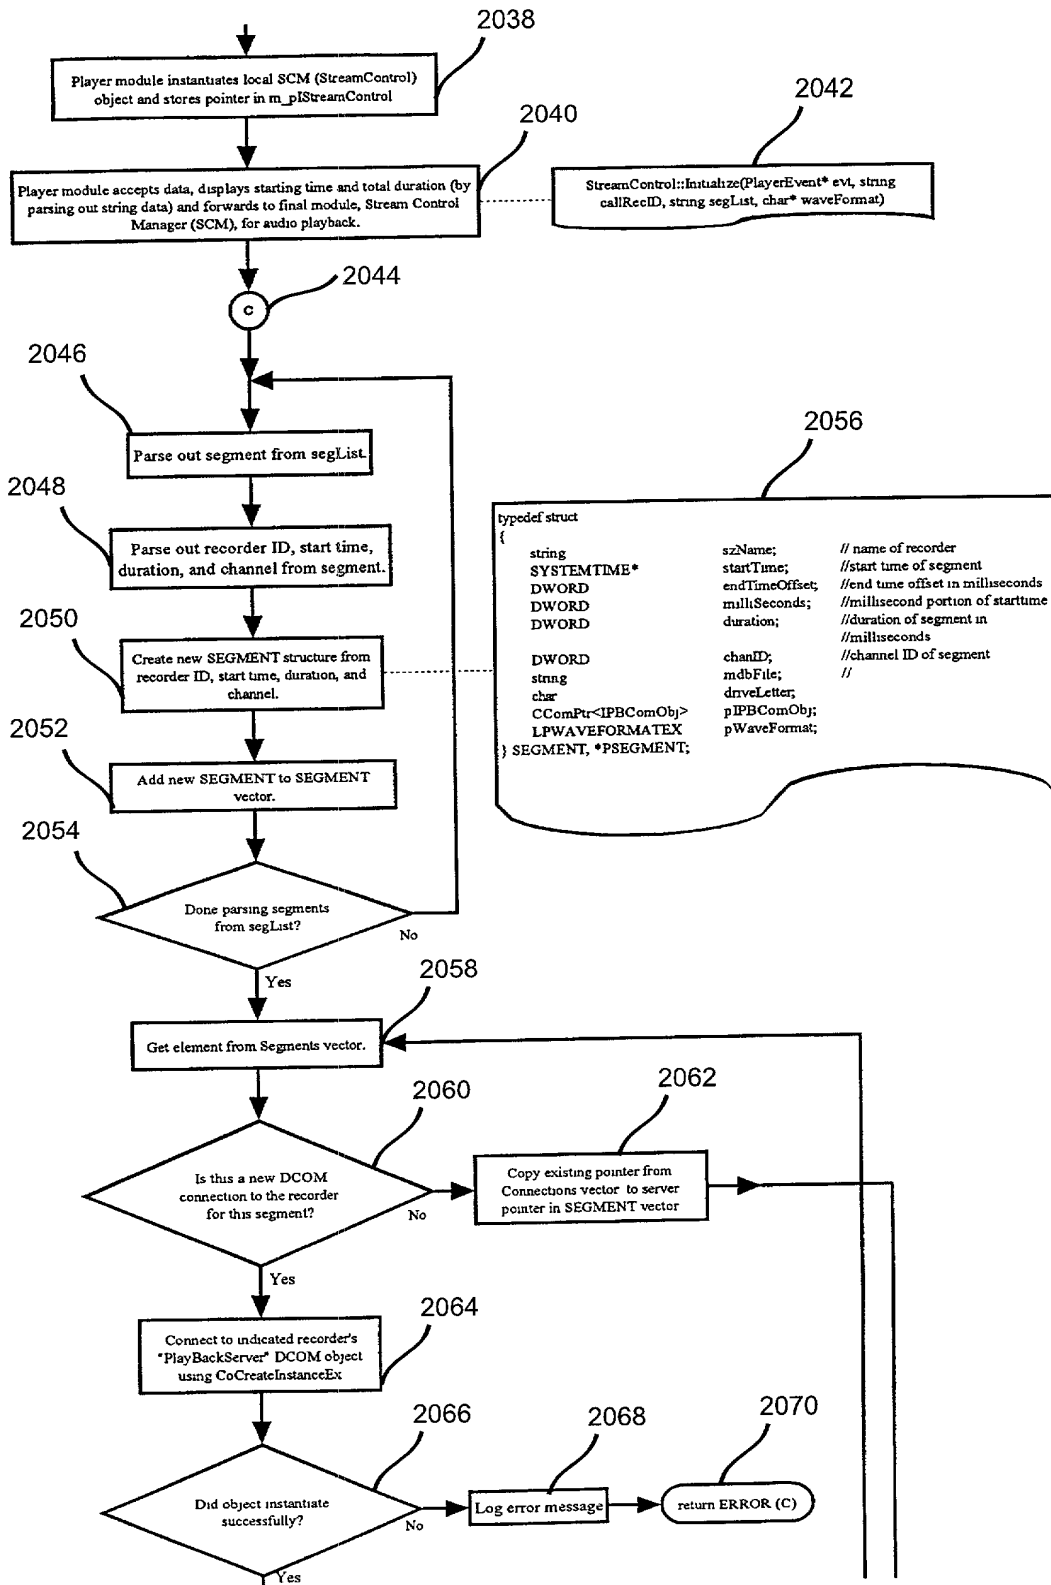 2038
Player module instantiates local SCM (StreamControl)
object and stores pointer in m_pIStreamControl
2040
Player module accepts data, displays starting time and total duration (by
parsing out string data) and forwards to final module, Stream Control
Manager (SCM), for audio playback.
2042
StreamControl::Initialize(PlayerEvent* evt, string
callRecID, string segList, char* waveFormat)
C
2044
2046
Parse out segment from segList.
2048
Parse out recorder ID, start time,
duration, and channel from segment.
2050
Create new SEGMENT structure from
recorder ID, start time, duration, and
channel.
2056
typedef struct
{
string szName; // name of recorder
SYSTEMTIME* startTime; //start time of segment
DWORD endTimeOffset; //end time offset in milliseconds
DWORD milliSeconds; //millisecond portion of starttime
DWORD duration; //duration of segment in
//milliseconds
DWORD chanID; //channel ID of segment
string mdbFile; //
char driveLetter;
CComPtr<IPBComObj> pIPBComObj;
LPWAVEFORMATEX pWaveFormat;
} SEGMENT, *PSEGMENT;
2052
Add new SEGMENT to SEGMENT
vector.
2054
Done parsing segments
from segList?
No
Yes
2058
Get element from Segments vector.
2060
Is this a new DCOM
connection to the recorder
for this segment?
No
Yes
2062
Copy existing pointer from
Connections vector to server
pointer in SEGMENT vector
2064
Connect to indicated recorder's
"PlayBackServer" DCOM object
using CoCreateInstanceEx
2066
Did object instantiate
successfully?
No
Yes
2068
Log error message
2070
return ERROR (C)